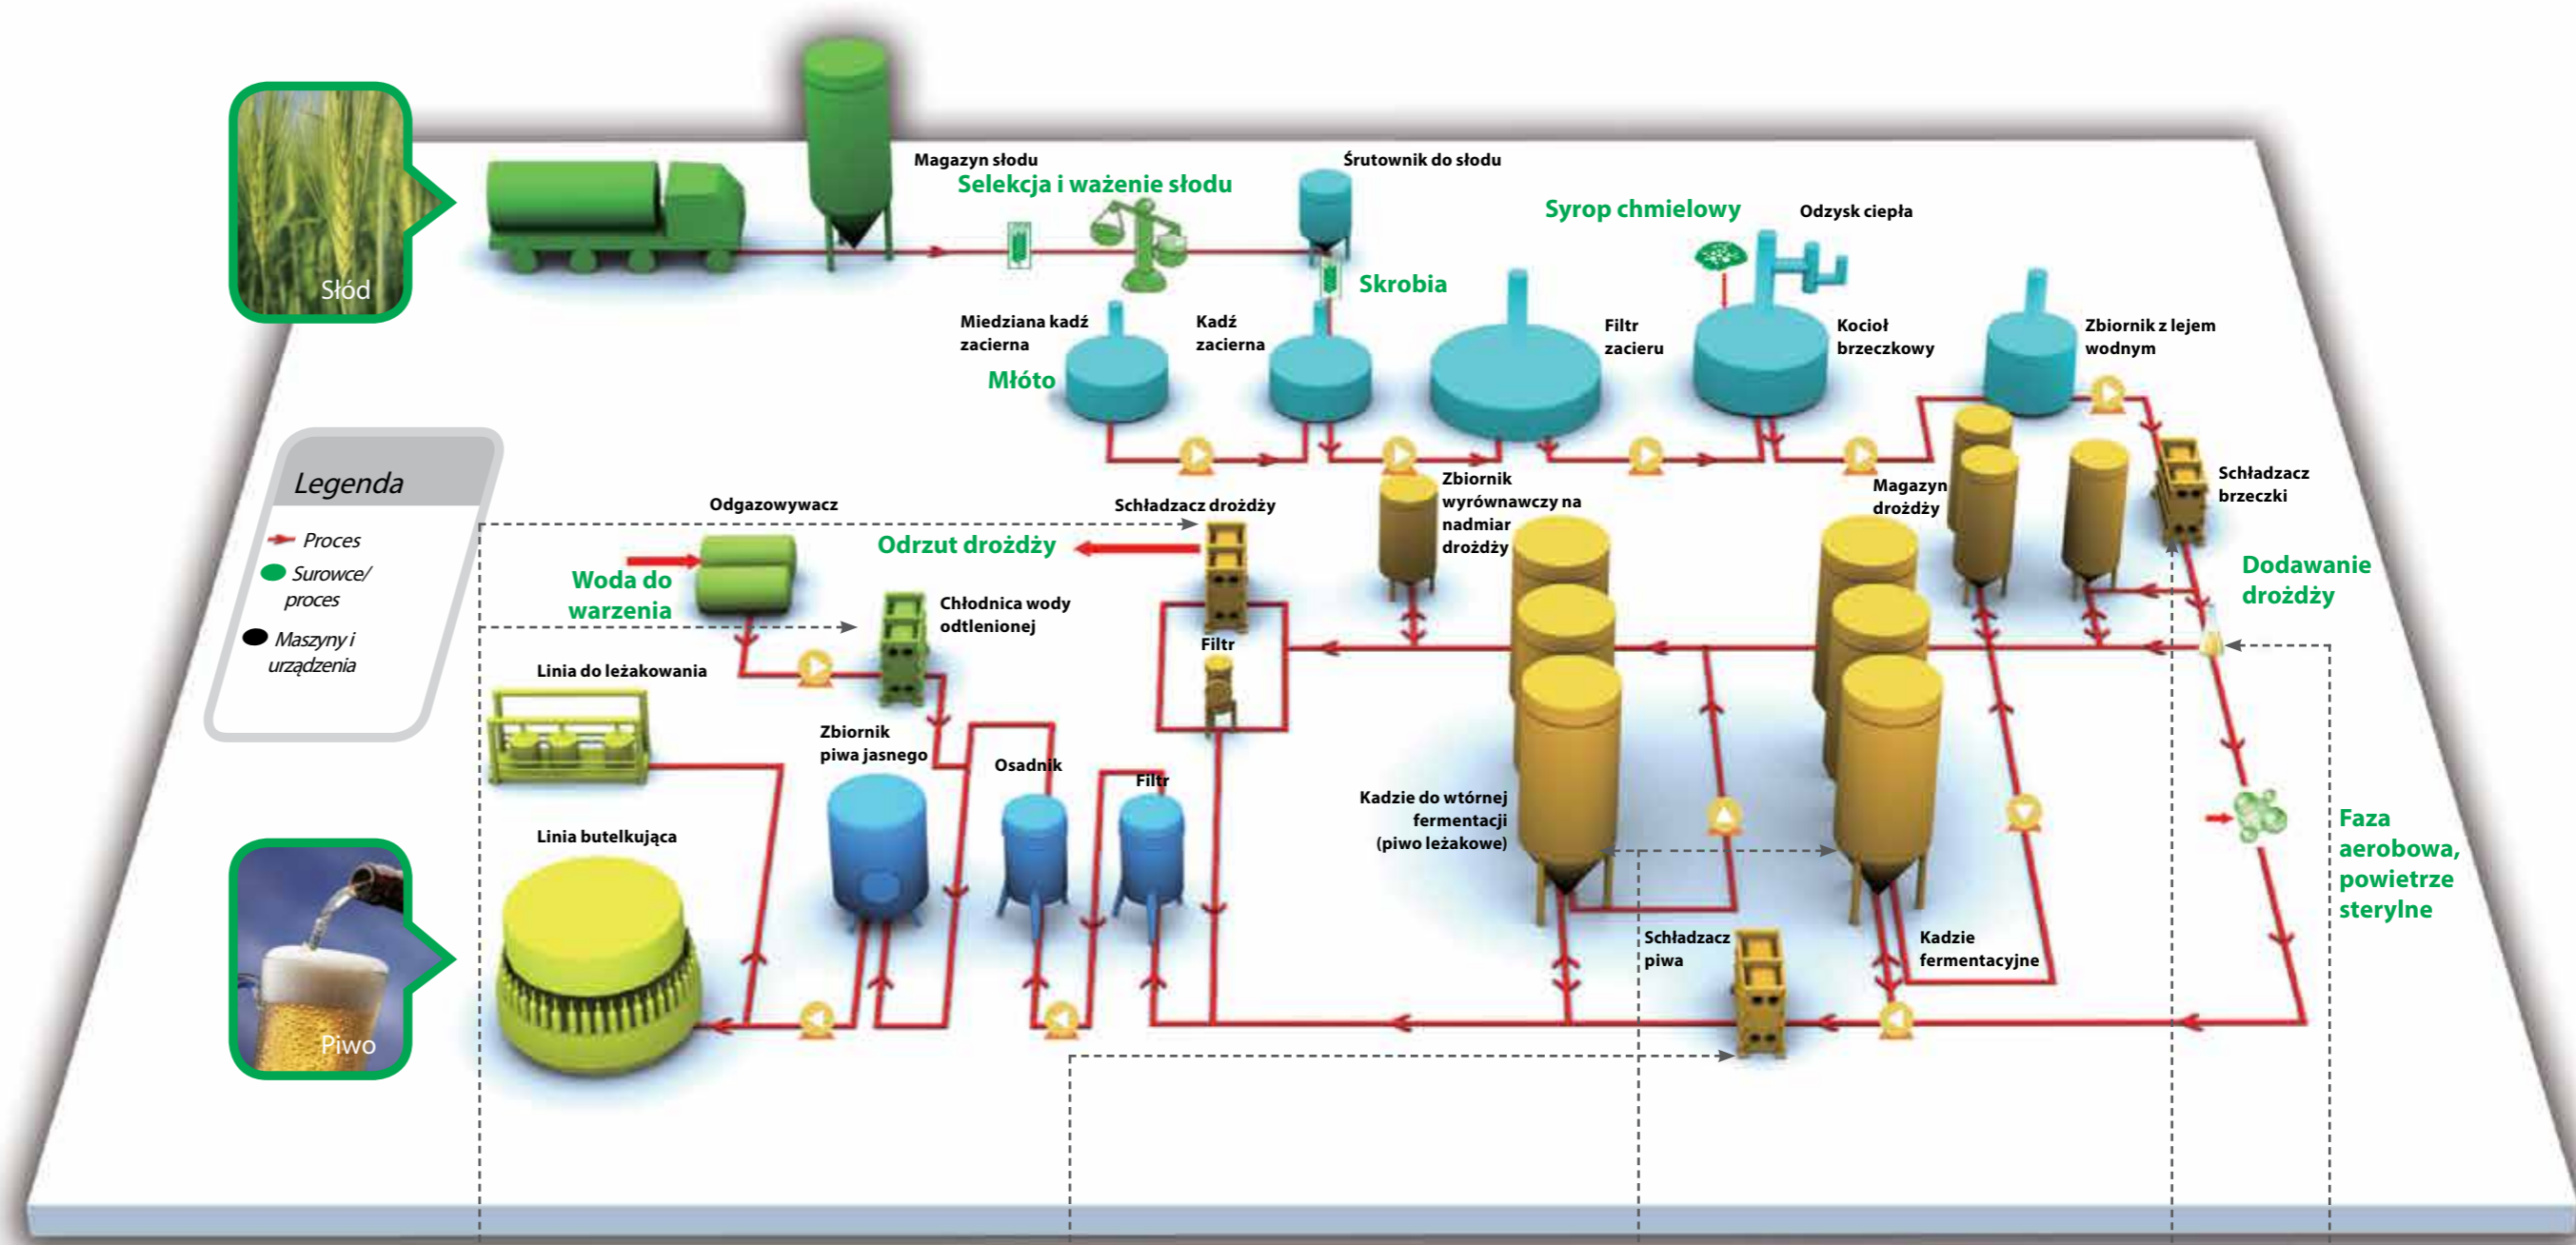 Magazyn słodu
Selekcja i ważenie słodu
Śrutownik do słodu
Syrop chmielowy
Odzysk ciepła
Słód
Skrobia
Miedziana kadź
zacierna
Młóto
Kadź
zacierna
Filtr
zacieru
Kocioł
brzeczkowy
Zbiornik z lejem
wodnym
Legenda
Proces
Surowce/
proces
Maszyny i
urządzenia
Odgazowywacz
Woda do
warzenia
Schładzacz drożdży
Odrzut drożdży
Zbiornik
wyrównawczy na
nadmiar
drożdży
Magazyn
drożdży
Schładzacz
brzeczki
Dodawanie
drożdży
Chłodnica wody
odtlenionej
Filtr
Linia do leżakowania
Zbiornik
piwa jasnego
Osadnik
Filtr
Kadzie do wtórnej
fermentacji
(piwo leżakowe)
Faza
aerobowa,
powietrze
sterylne
Linia butelkująca
Schładzacz
piwa
Kadzie
fermentacyjne
Piwo